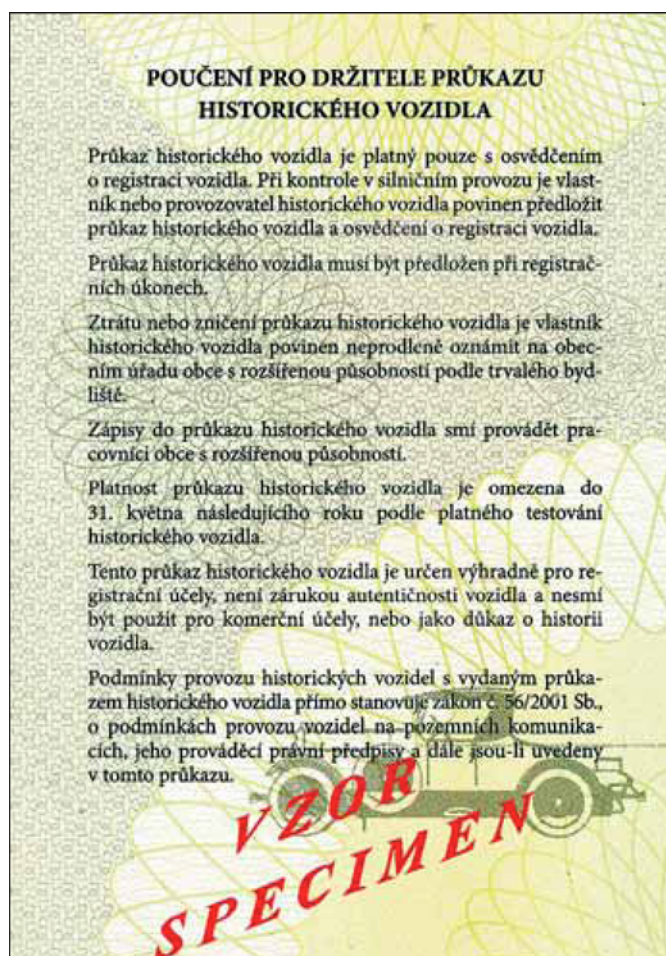 POUČENÍ PRO DRŽITELE PRŮKAZU
HISTORICKÉHO VOZIDLA
Průkaz historického vozidla je platný pouze s osvědčením
o registraci vozidla. Při kontrole v silničním provozu je vlast-
ník nebo provozovatel historického vozidla povinen předložit
průkaz historického vozidla a osvědčení o registraci vozidla.
Průkaz historického vozidla musí být předložen při registrač-
ních úkonech.
Ztrátu nebo zničení průkazu historického vozidla je vlastník
historického vozidla povinen neprodleně oznámit na obec-
ním úřadu obce s rozšířenou působností podle trvalého byd-
liště.
Zápisy do průkazu historického vozidla smí provádět pra-
covníci obce s rozšířenou působností.
Platnost průkazu historického vozidla je omezena do
31. května následujícího roku podle platného testování
historického vozidla.
Tento průkaz historického vozidla je určen výhradně pro re-
gistrační účely, není zárukou autentičnosti vozidla a nesmí
být použit pro komerční účely, nebo jako důkaz o historii
vozidla.
Podmínky provozu historických vozidel s vydaným průka-
zem historického vozidla přímo stanovuje zákon č. 56/2001 Sb.,
o podmínkách provozu vozidel na pozemních komunika-
cích, jeho prováděcí právní předpisy a dále jsou-li uvedeny
v tomto průkazu.
VZOR
SPECIMEN